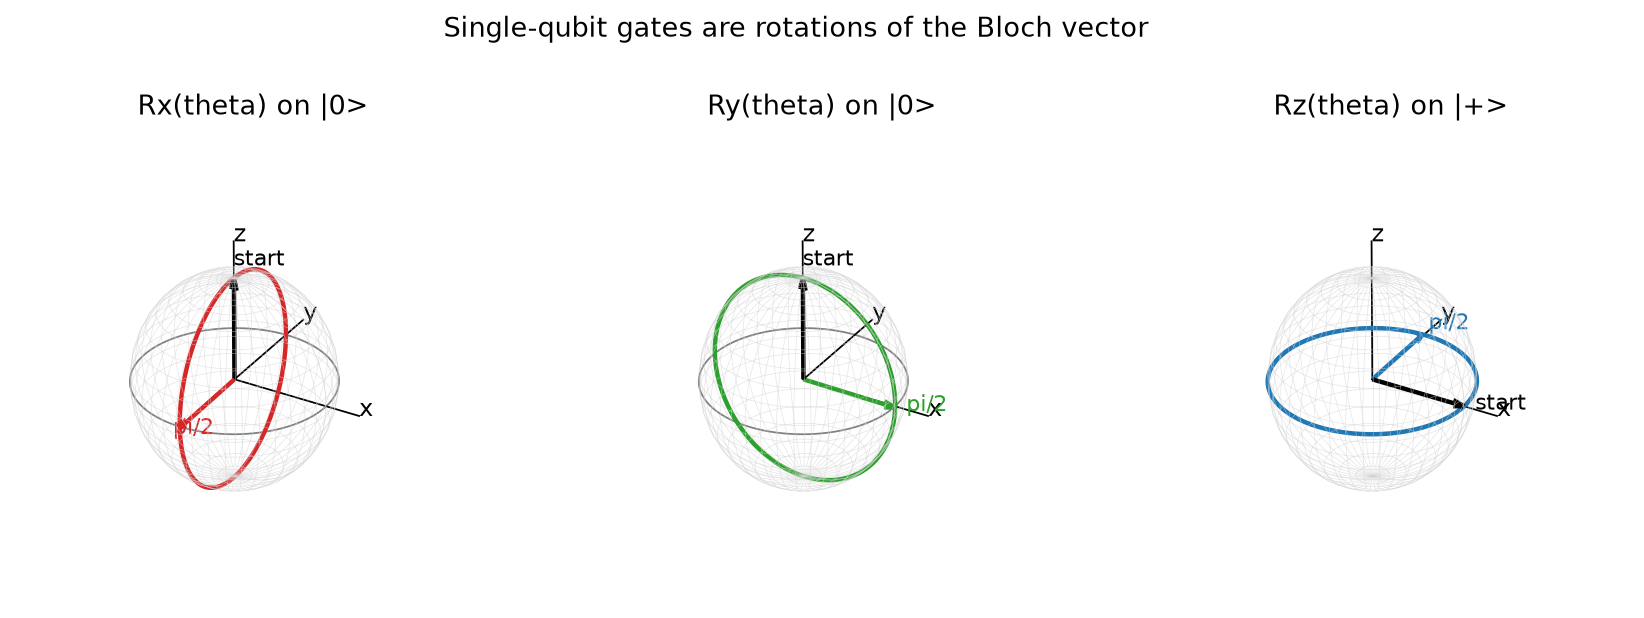 Single-qubit gates are rotations of the Bloch vector
Rx(theta) on |0>
z
start
y
x
pi/2
Ry(theta) on |0>
z
start
y
x
pi/2
Rz(theta) on |+>
z
y
pi/2
start
x